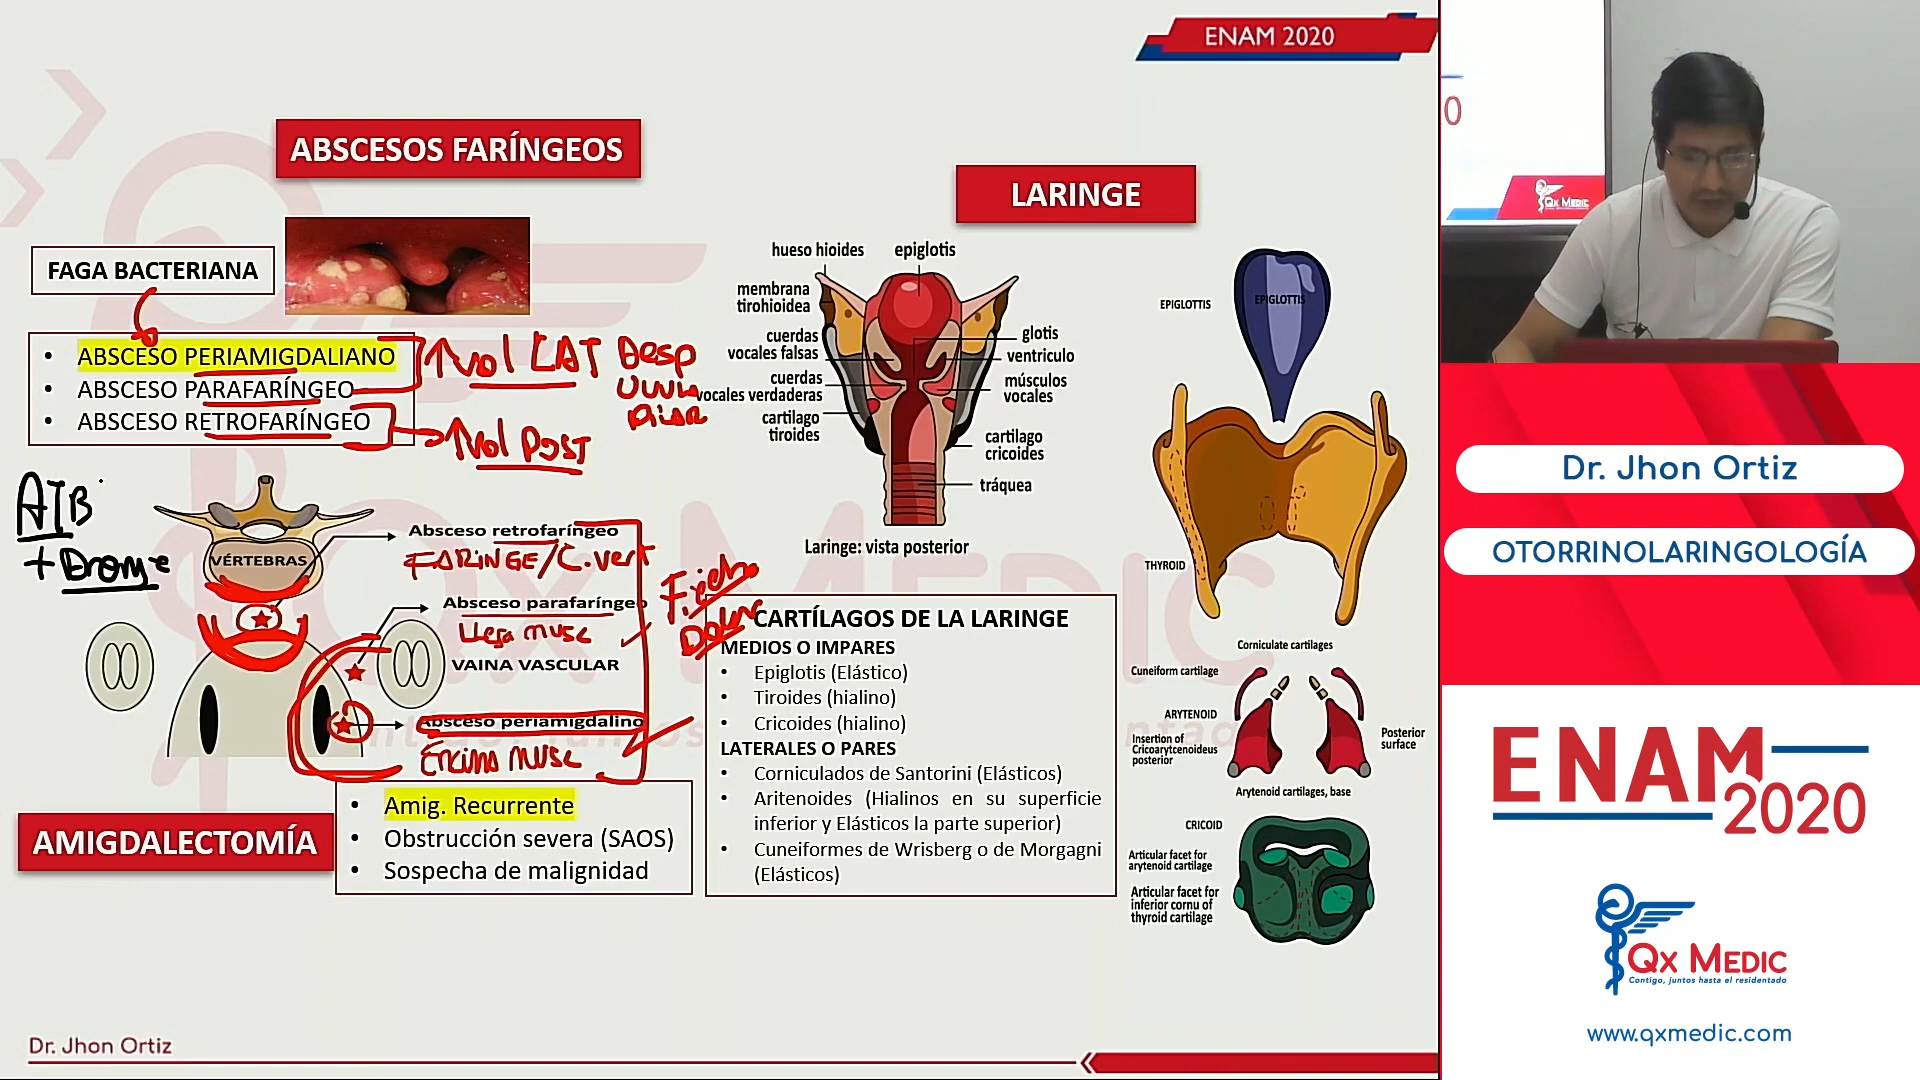 ENAM 2020
ABSCESOS FARÍNGEOS
FAGA BACTERIANA
• ABSCESO PERIAMIGDALIANO
• ABSCESO PARAFARÍNGEO
• ABSCESO RETROFARÍNGEO
↑ Vol LAT Desp
UVULA
PILAR
↑ Vol POST
ATB
+ Drenaje
VÉRTEBRAS
Absceso retrofaríngeo
FARINGE/C.vert
Absceso parafaríngeo
Llega musc
VAINA VASCULAR
Absceso periamigdalino
Encima musc
Fiebre
Dolor
AMIGDALECTOMÍA
• Amig. Recurrente
• Obstrucción severa (SAOS)
• Sospecha de malignidad
LARINGE
hueso hioides
epiglotis
membrana
tirohioidea
cuerdas
vocales falsas
cuerdas
vocales verdaderas
cartilago
tiroides
glotis
ventriculo
músculos
vocales
cartilago
cricoides
tráquea
Laringe: vista posterior
CARTÍLAGOS DE LA LARINGE
MEDIOS O IMPARES
• Epiglotis (Elástico)
• Tiroides (hialino)
• Cricoides (hialino)
LATERALES O PARES
• Corniculados de Santorini (Elásticos)
• Aritenoides (Hialinos en su superficie
inferior y Elásticos la parte superior)
• Cuneiformes de Wrisberg o de Morgagni
(Elásticos)
EPIGLOTTIS
EPIGLOTTIS
THYROID
Corniculate cartilages
Cuneiform cartilage
ARYTENOID
Insertion of
Cricoarytcenoideus
posterior
Posterior
surface
Arytenoid cartilages, base
CRICOID
Articular facet for
arytenoid cartilage
Articular facet for
inferior cornu of
thyroid cartilage
Dr. Jhon Ortiz
0
QX MEDIC
Dr. Jhon Ortiz
OTORRINOLARINGOLOGÍA
ENAM
2020
QX MEDIC
Contigo, juntos hasta el residentado
www.qxmedic.com